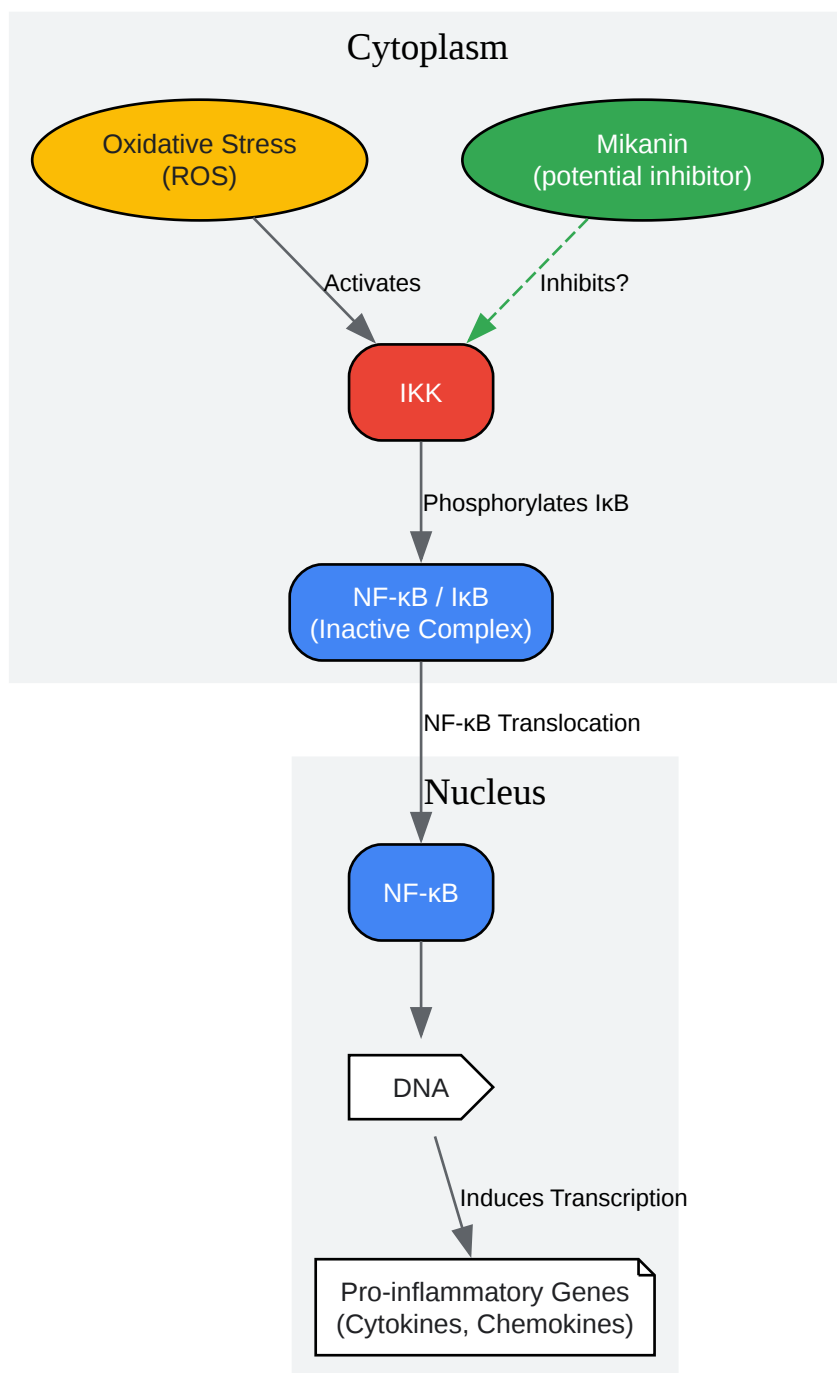 Cytoplasm
Oxidative Stress
(ROS)
Mikanin
(potential inhibitor)
Activates
Inhibits?
IKK
Phosphorylates IκB
NF-κB / IκB
(Inactive Complex)
NF-κB Translocation
Nucleus
NF-κB
DNA
Induces Transcription
Pro-inflammatory Genes
(Cytokines, Chemokines)